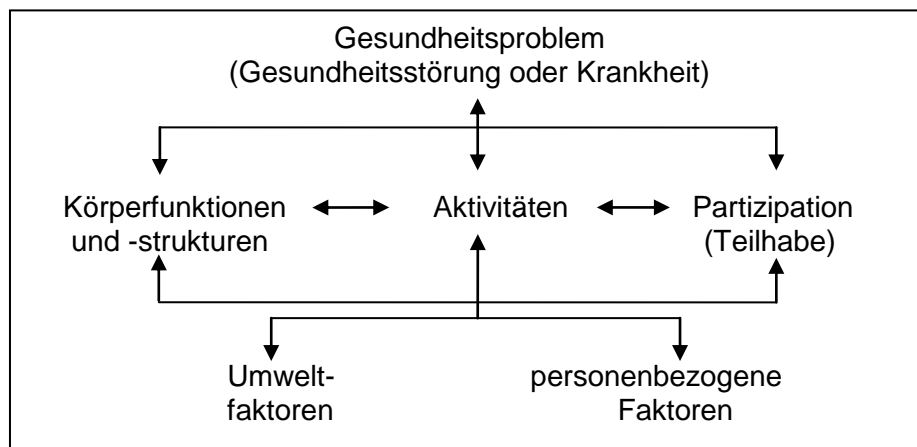 Gesundheitsproblem
(Gesundheitsstörung oder Krankheit)
Körperfunktionen
und -strukturen
Aktivitäten
Partizipation
(Teilhabe)
Umwelt-
faktoren
personenbezogene
Faktoren